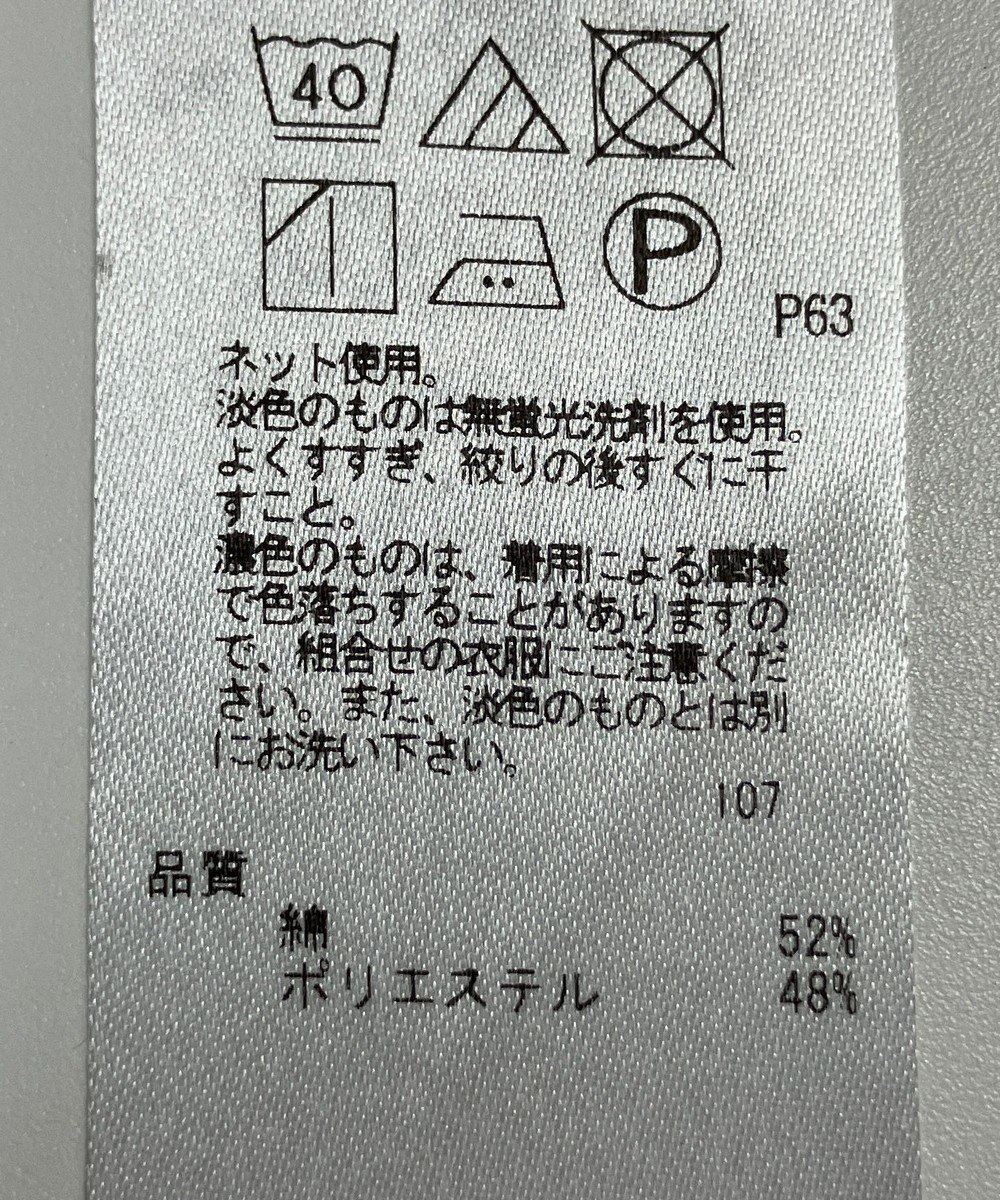 40
P
P63
ネット使用。
淡色のものは無蛍光洗剤を使用。
よくすすぎ、絞りの後すぐに干
すこと。
濃色のものは、着用による摩擦
で色落ちすることがありますの
で、組合せの衣服にご注意くだ
さい。また、淡色のものとは別
にお洗い下さい。
107
品質
綿 52%
ポリエステル 48%